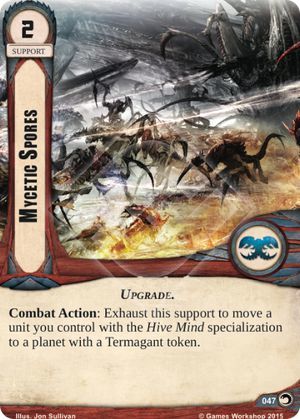 2
SUPPORT
MYCETIC SPORES
UPGRADE.
Combat Action: Exhaust this support to move a
unit you control with the Hive Mind specialization
to a planet with a Termagant token.
047
Illus. Jon Sullivan
© Games Workshop 2015